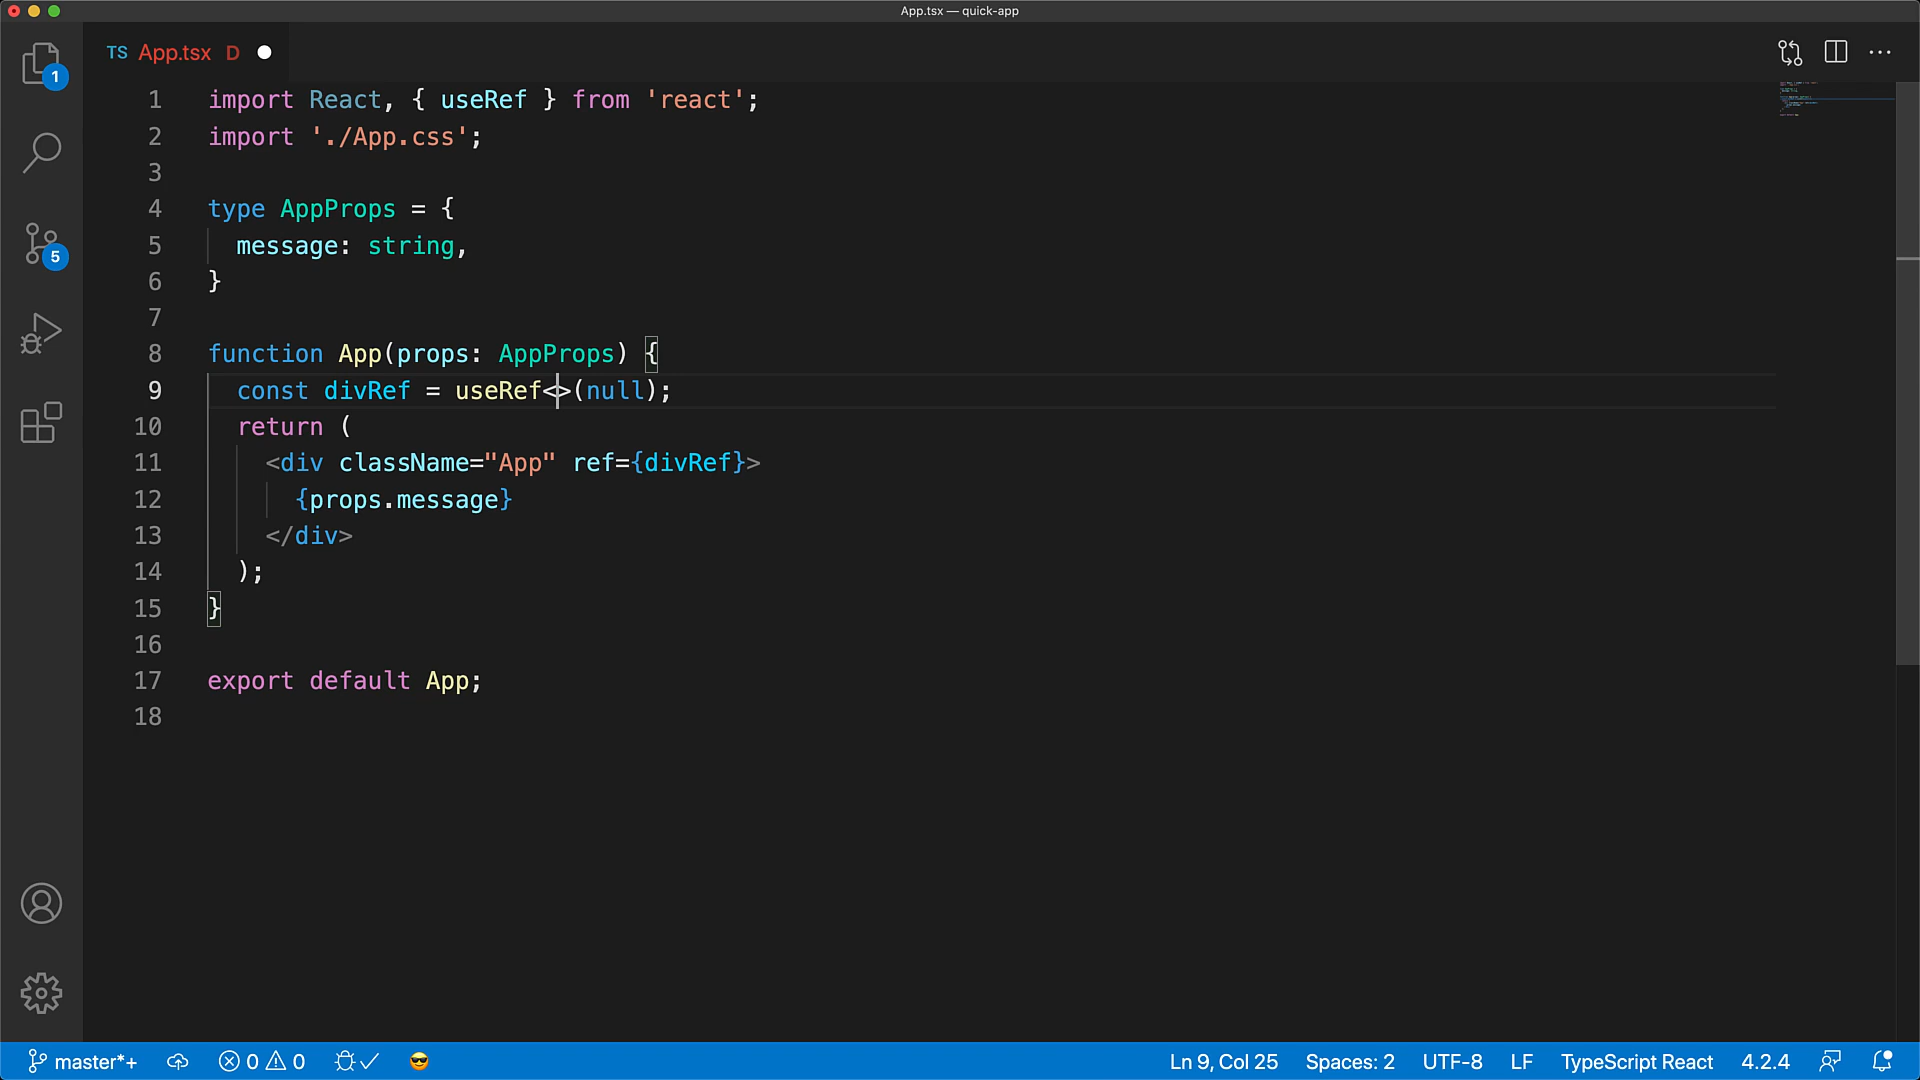 App.tsx — quick-app
TS App.tsx D
1
5
1 import React, { useRef } from 'react';
2 import './App.css';
3
4 type AppProps = {
5   message: string,
6 }
7
8 function App(props: AppProps) {
9   const divRef = useRef<>(null);
10   return (
11     <div className="App" ref={divRef}>
12       {props.message}
13     </div>
14   );
15 }
16
17 export default App;
18
master*+ 0 0 Ln 9, Col 25 Spaces: 2 UTF-8 LF TypeScript React 4.2.4